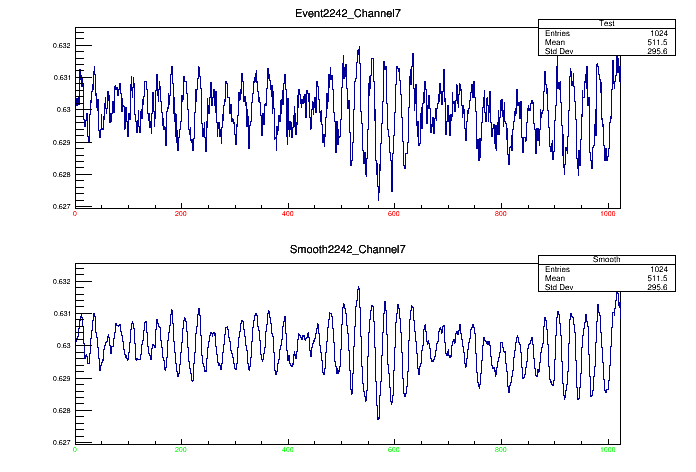 Event2242_Channel7
Test
Entries 1024
Mean 511.5
Std Dev 295.6
0.632
0.631
0.63
0.629
0.628
0.627
0 200 400 600 800 1000
Smooth2242_Channel7
Smooth
Entries 1024
Mean 511.5
Std Dev 295.6
0.632
0.631
0.63
0.629
0.628
0.627
0 200 400 600 800 1000